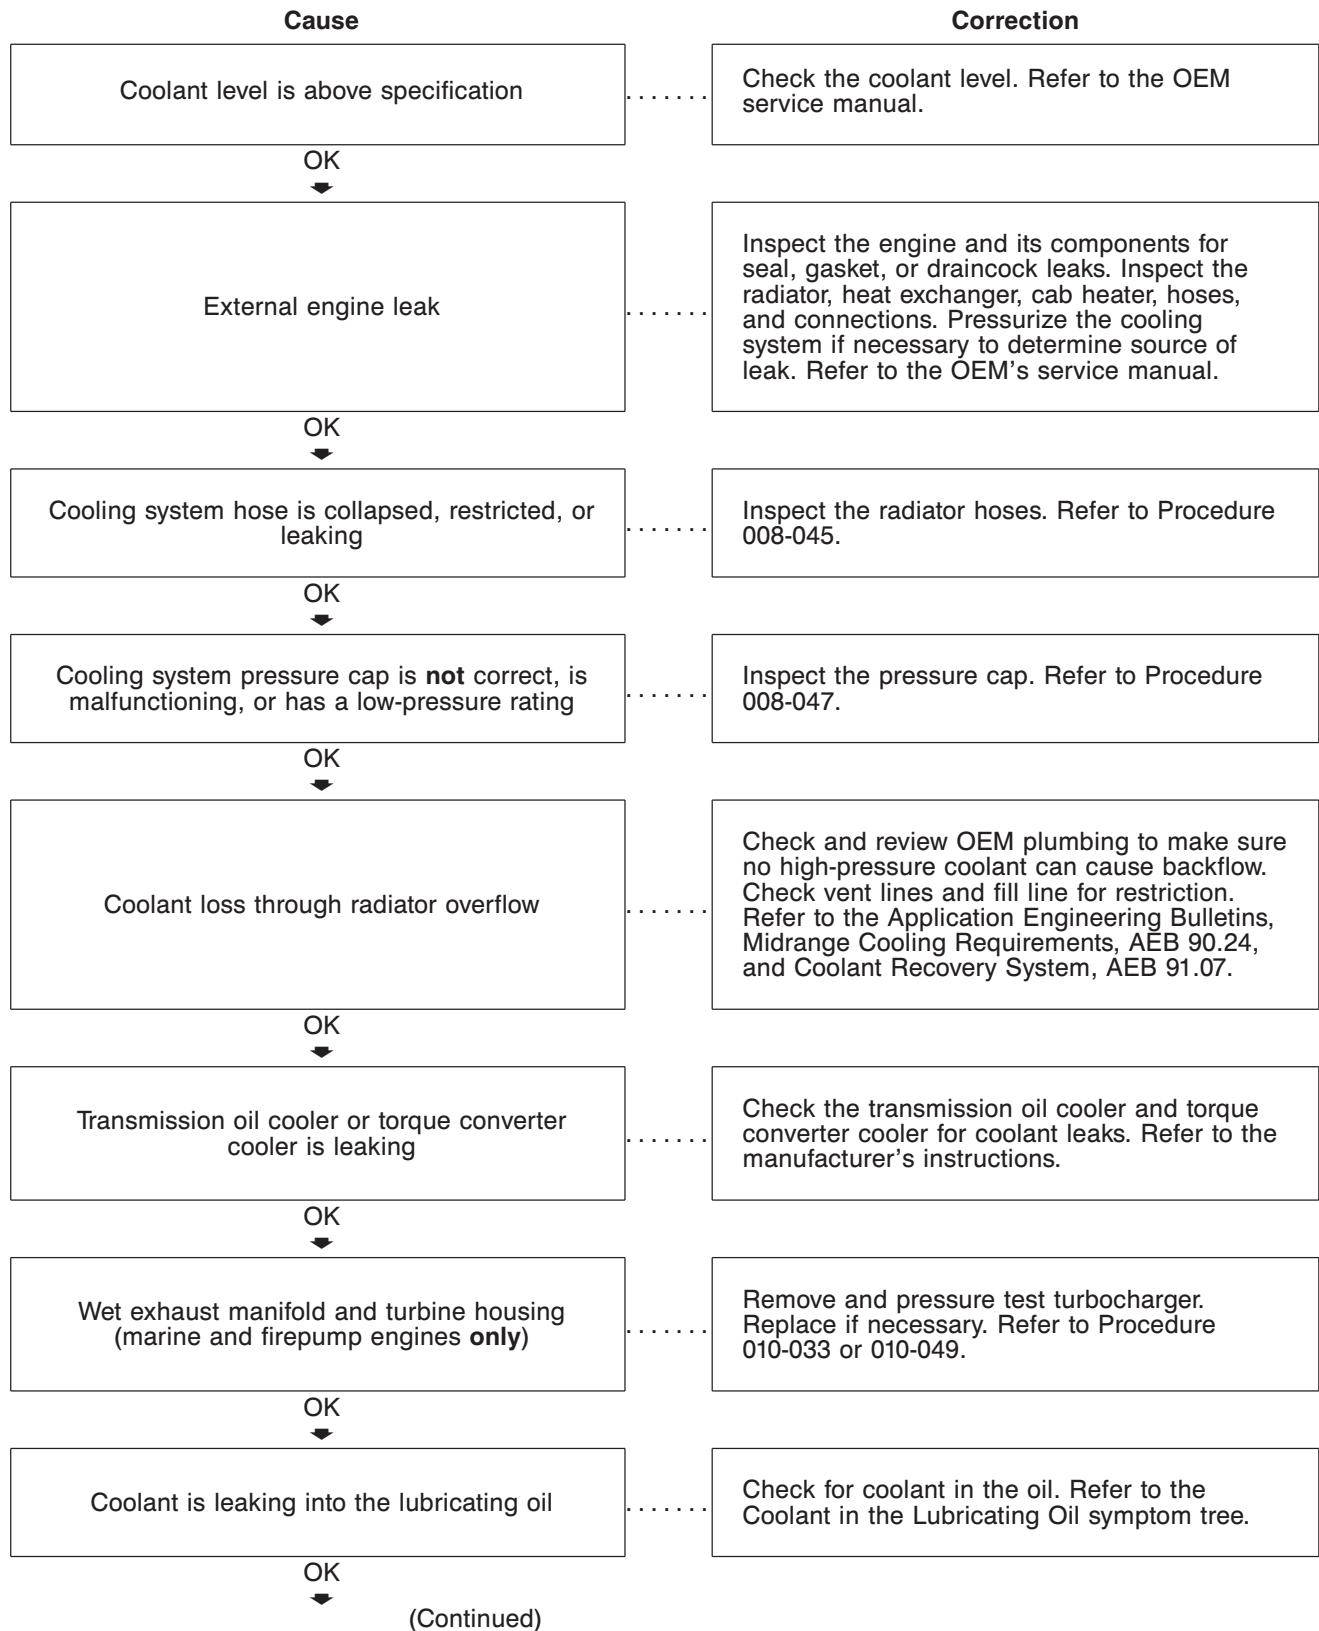 Cause
Correction
Coolant level is above specification
. . . . . . .
Check the coolant level. Refer to the OEM
service manual.
OK
External engine leak
. . . . . . .
Inspect the engine and its components for
seal, gasket, or draincock leaks. Inspect the
radiator, heat exchanger, cab heater, hoses,
and connections. Pressurize the cooling
system if necessary to determine source of
leak. Refer to the OEM’s service manual.
OK
Cooling system hose is collapsed, restricted, or
leaking
. . . . . . .
Inspect the radiator hoses. Refer to Procedure
008-045.
OK
Cooling system pressure cap is not correct, is
malfunctioning, or has a low-pressure rating
. . . . . . .
Inspect the pressure cap. Refer to Procedure
008-047.
OK
Coolant loss through radiator overflow
. . . . . . .
Check and review OEM plumbing to make sure
no high-pressure coolant can cause backflow.
Check vent lines and fill line for restriction.
Refer to the Application Engineering Bulletins,
Midrange Cooling Requirements, AEB 90.24,
and Coolant Recovery System, AEB 91.07.
OK
Transmission oil cooler or torque converter
cooler is leaking
. . . . . . .
Check the transmission oil cooler and torque
converter cooler for coolant leaks. Refer to the
manufacturer’s instructions.
OK
Wet exhaust manifold and turbine housing
(marine and firepump engines only)
. . . . . . .
Remove and pressure test turbocharger.
Replace if necessary. Refer to Procedure
010-033 or 010-049.
OK
Coolant is leaking into the lubricating oil
. . . . . . .
Check for coolant in the oil. Refer to the
Coolant in the Lubricating Oil symptom tree.
OK
(Continued)